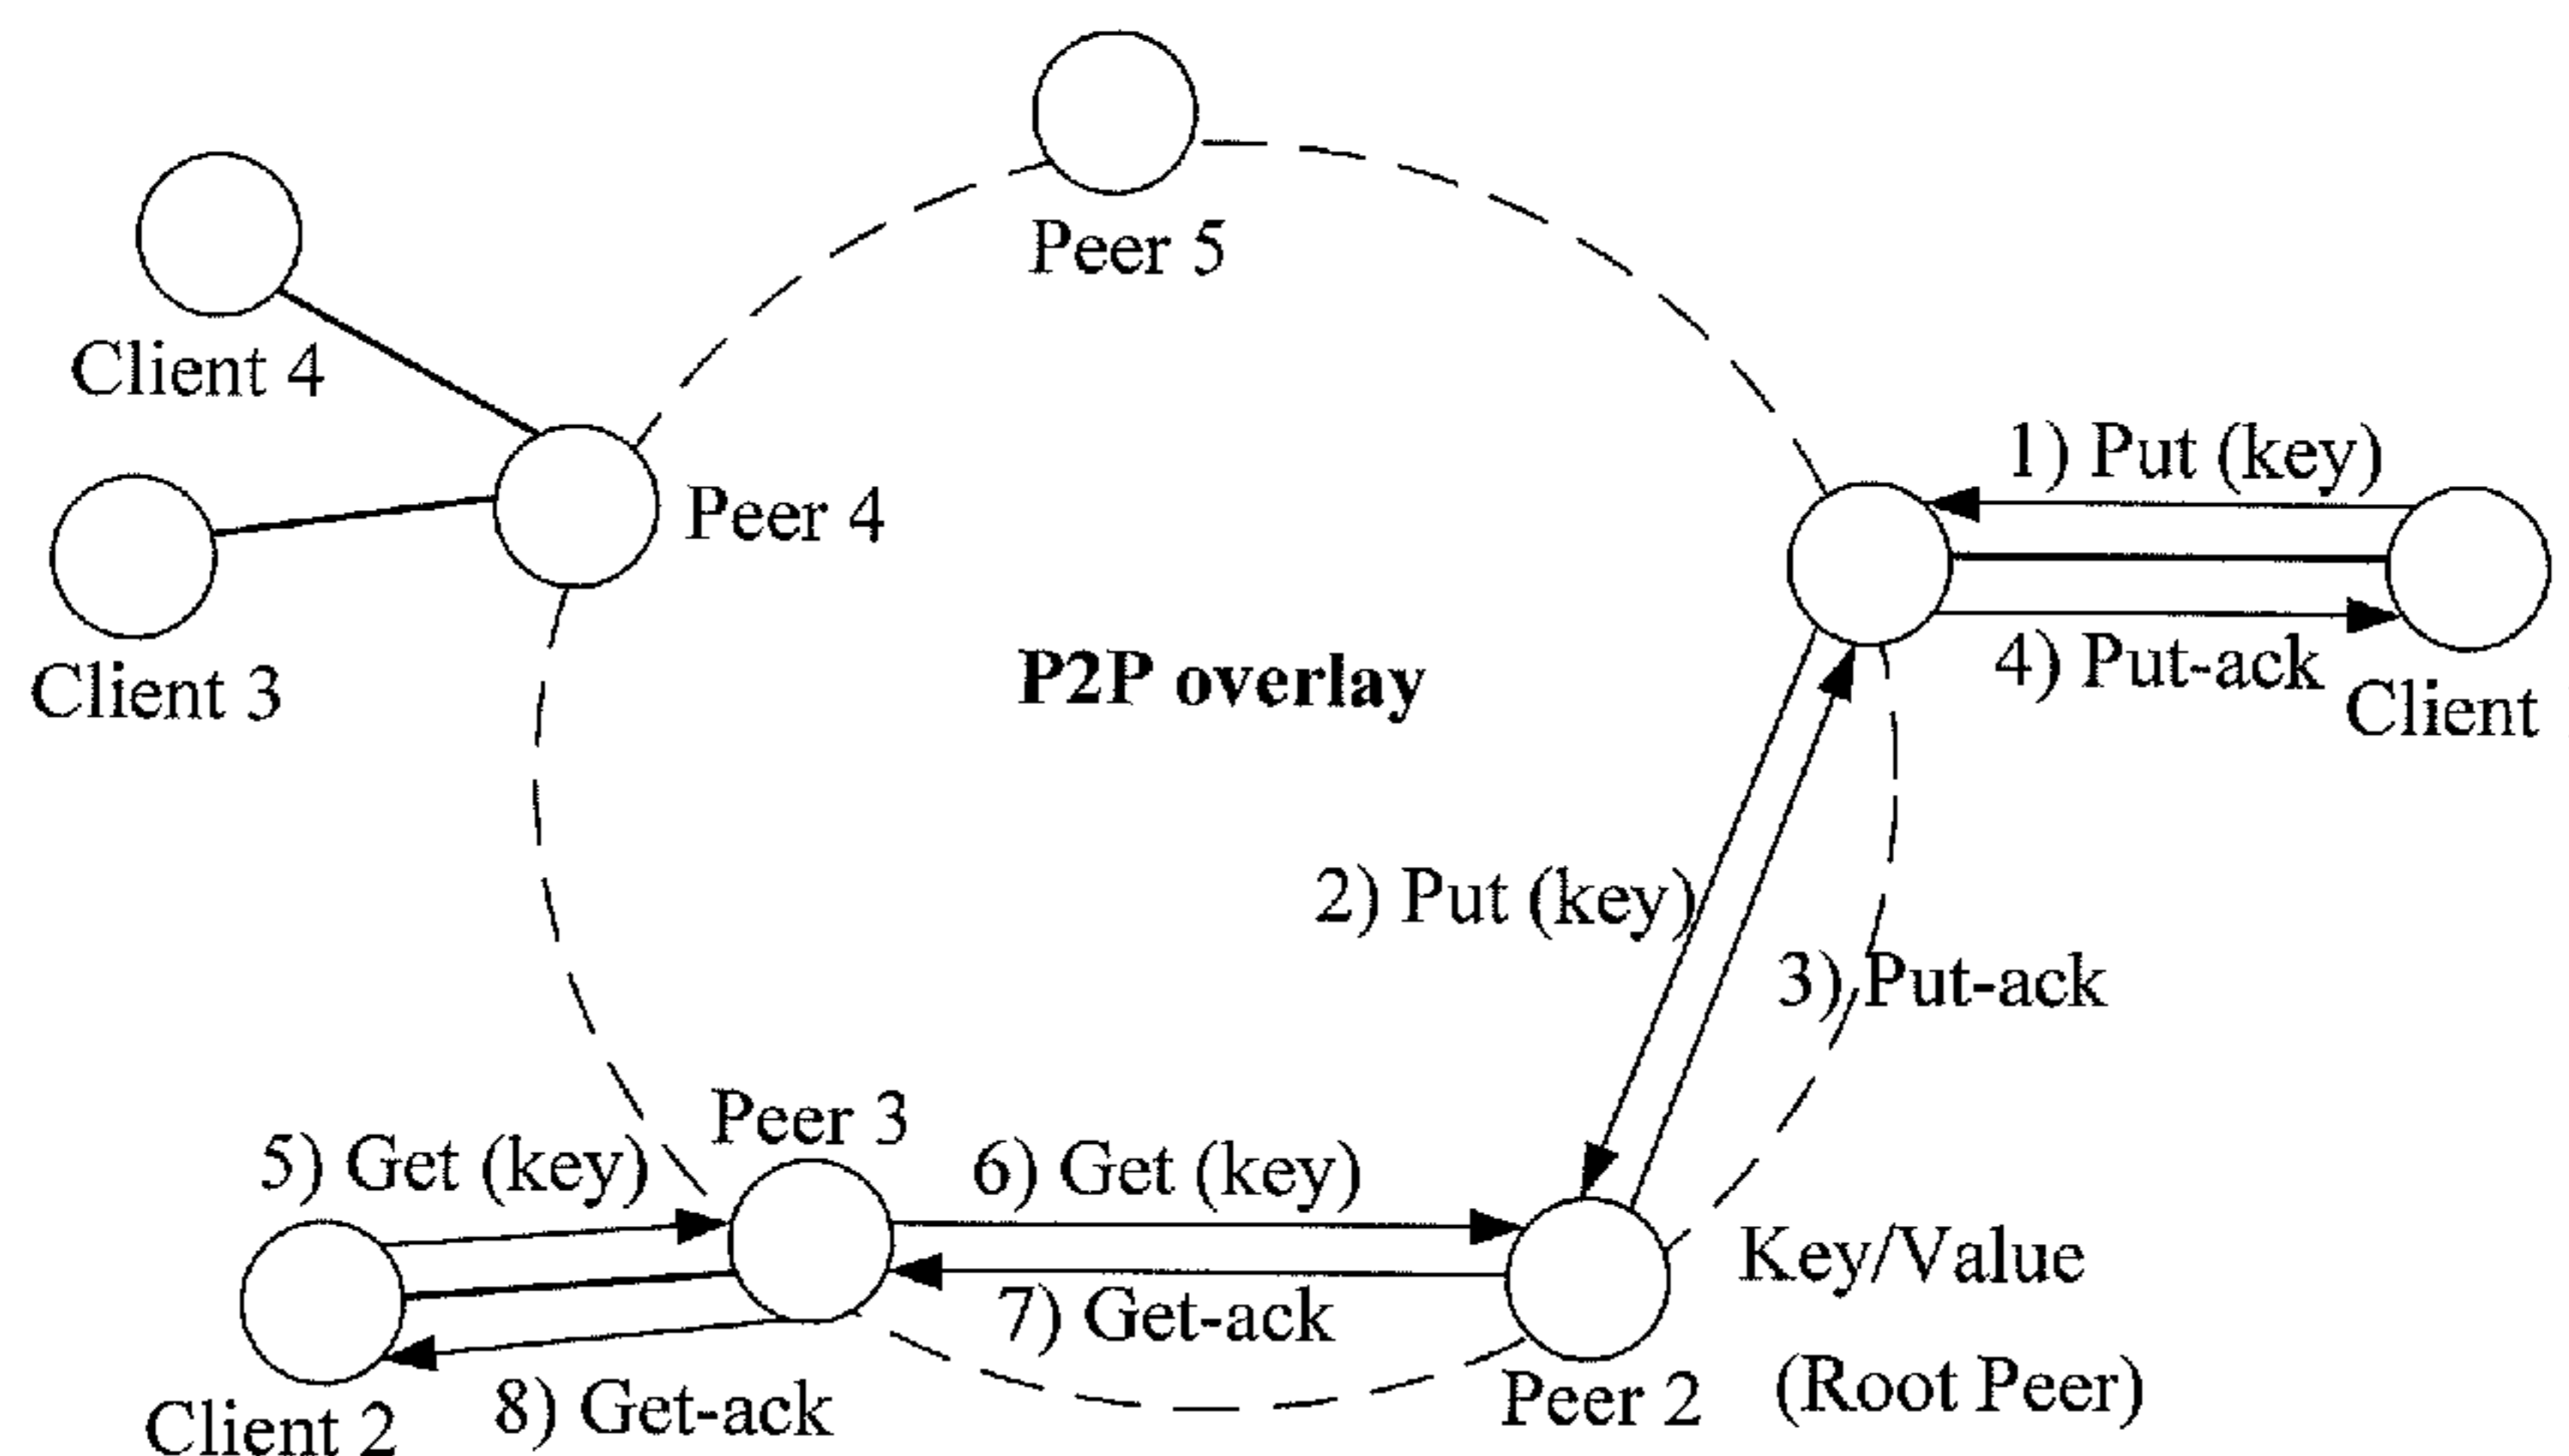 Peer 5
Client 4
1) Put (key)
Peer 4
P2P overlay
4) Put-ack
Client 3
Client
2) Put (key)
3) Put-ack
Peer 3
5) Get (key)
6) Get (key)
Key/Value
7) Get-ack
(Root Peer)
Peer 2
8) Get-ack
Client 2